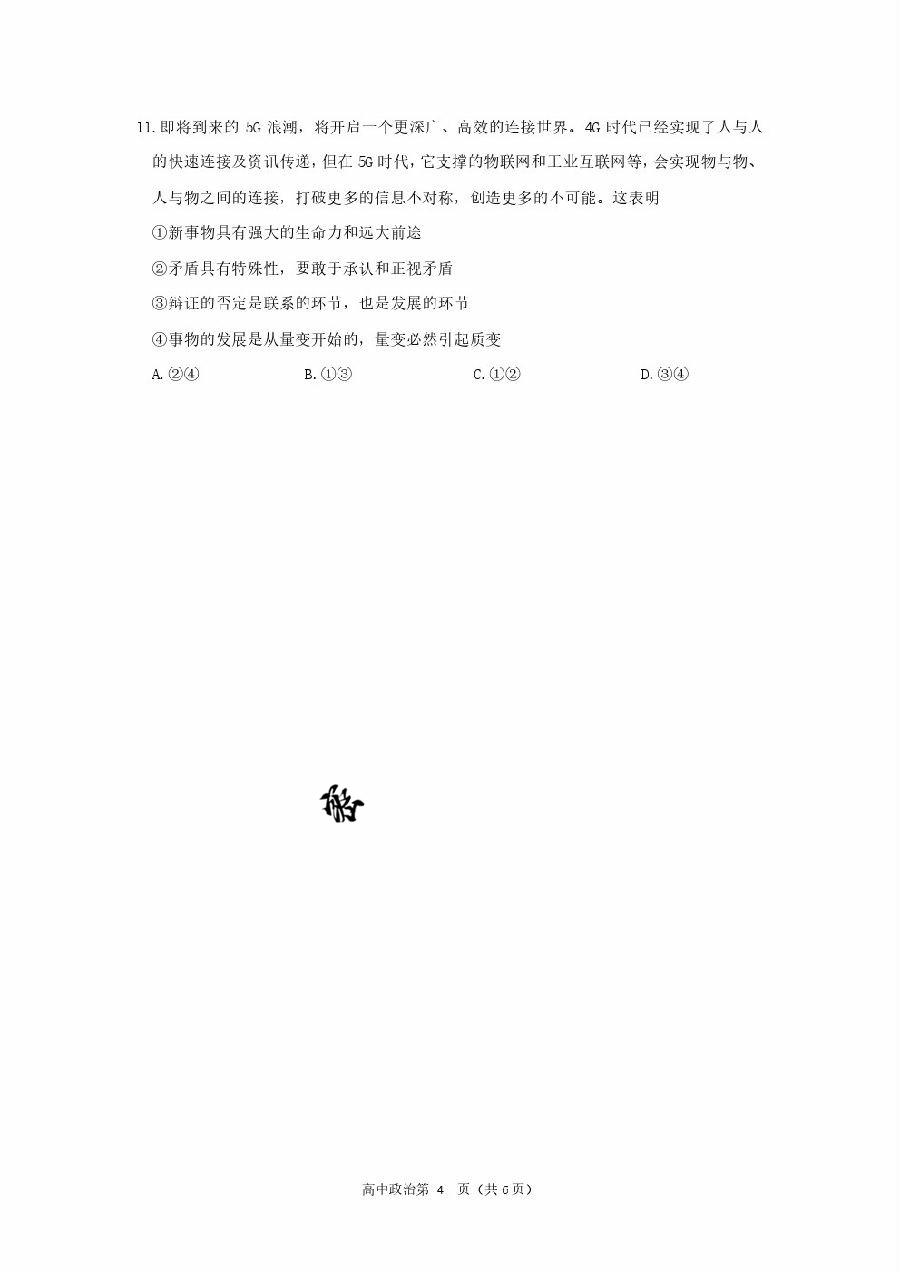 11. 即将到来的 5G 浪潮，将开启一个更深广、高效的连接世界。4G 时代已经实现了人与人
的快速连接及资讯传递，但在 5G 时代，它支撑的物联网和工业互联网等，会实现物与物、
人与物之间的连接，打破更多的信息不对称，创造更多的不可能。这表明
①新事物具有强大的生命力和远大前途
②矛盾具有特殊性，要敢于承认和正视矛盾
③辩证的否定是联系的环节，也是发展的环节
④事物的发展是从量变开始的，量变必然引起质变
A. ②④ B. ①③ C. ①② D. ③④
高中政治第 4 页（共 6 页）